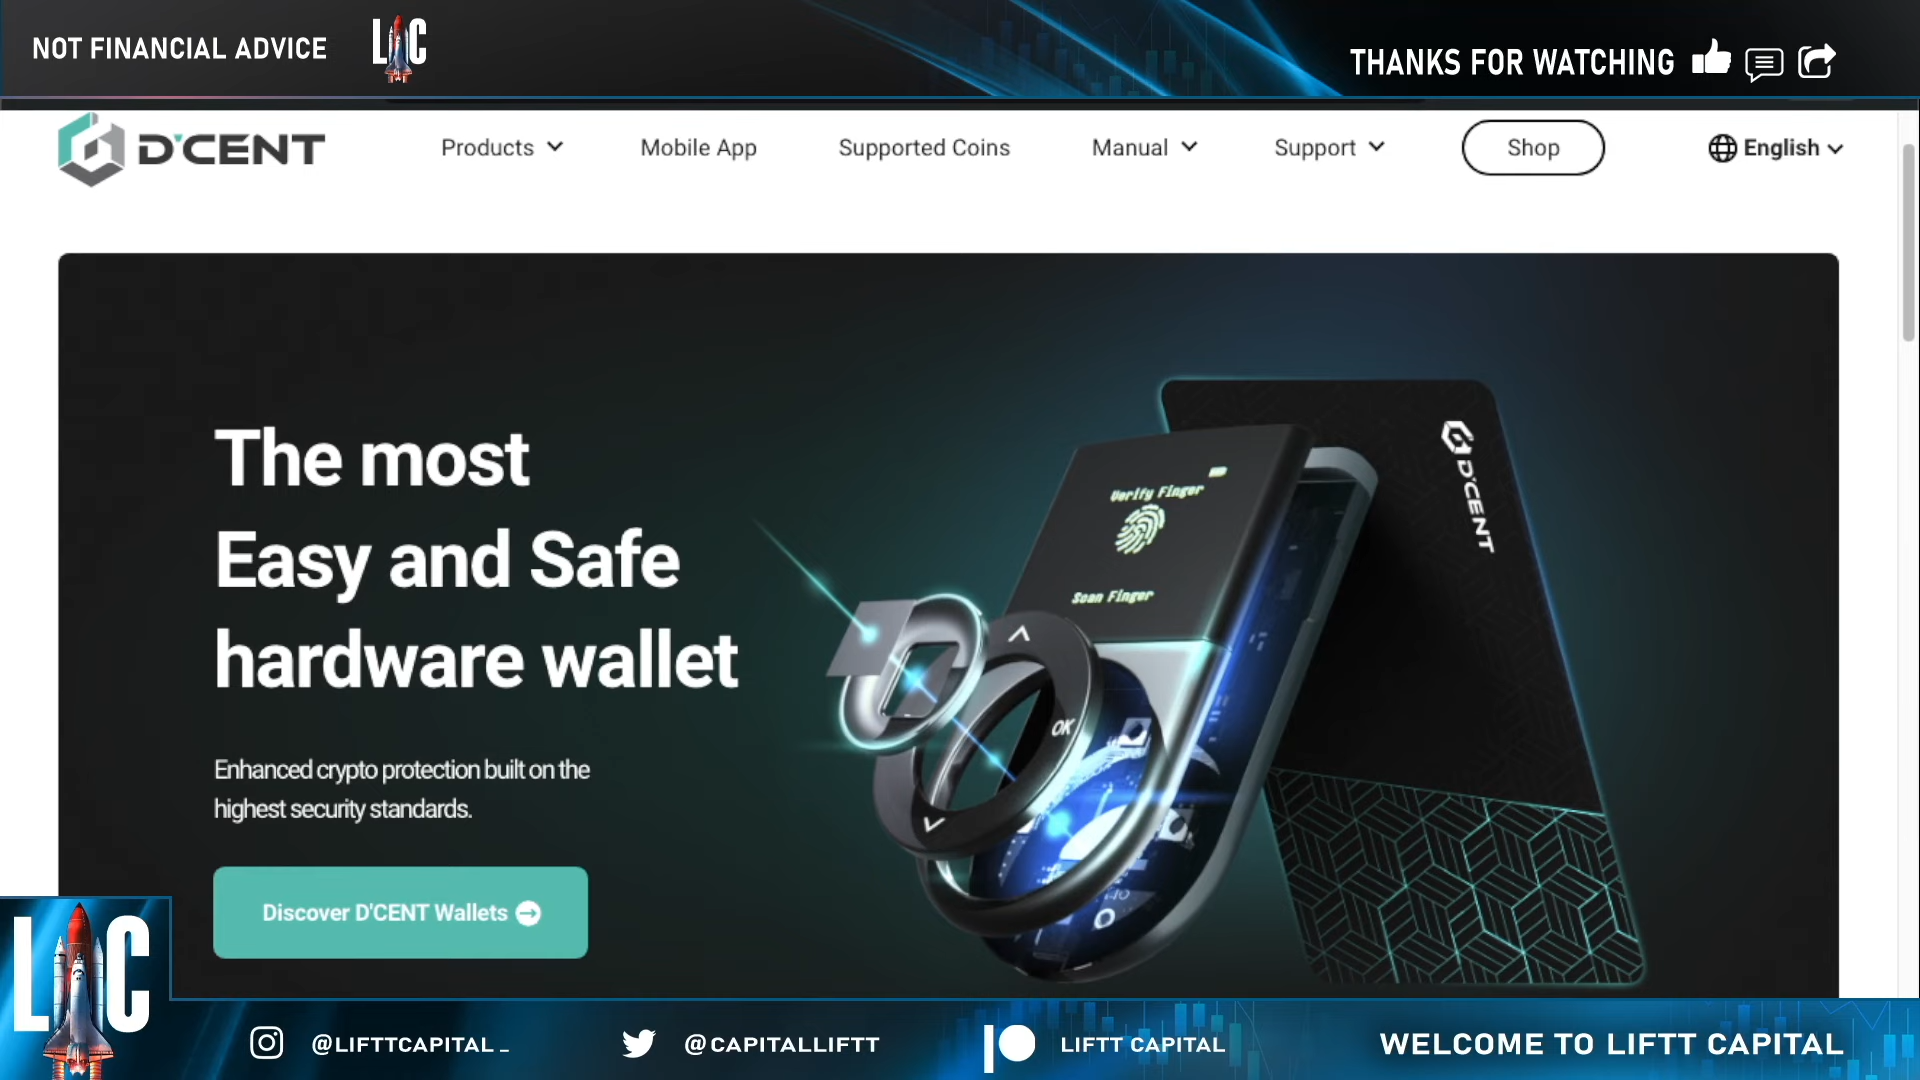 NOT FINANCIAL ADVICE
LC
THANKS FOR WATCHING
D'CENT
Products
Mobile App
Supported Coins
Manual
Support
Shop
English
The most
Easy and Safe
hardware wallet
Enhanced crypto protection built on the
highest security standards.
Discover D'CENT Wallets
Verify Finger
Scan Finger
OK
D'CENT
LC
@LIFTTCAPITAL_
@CAPITALLIFTT
LIFTT CAPITAL
WELCOME TO LIFTT CAPITAL